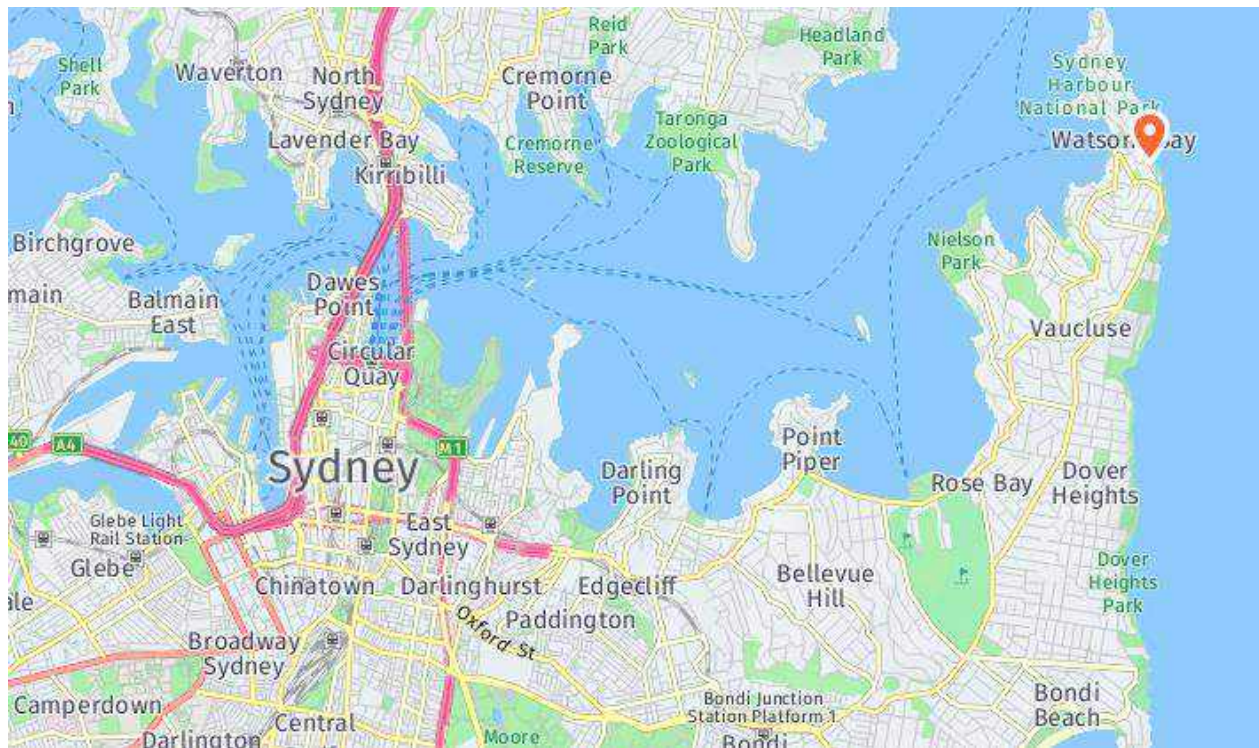 Shell
Park
Waverton
North
Sydney
Lavender Bay
Kirribilli
Reid
Park
Cremorne
Point
Cremorne
Reserve
Taronga
Zoological
Park
Headland
Park
Sydney
Harbour
National Park
Birchgrove
Balmain
East
Dawes
Point
Circular
Quay
Nielson
Park
Vaucluse
40
A4
M1
Sydney
Darling
Point
Point
Piper
Rose Bay
Dover
Heights
Glebe Light
Rail Station
Glebe
East
Sydney
Chinatown
Darlinghurst
Edgecliff
Bellevue
Hill
Dover
Heights
Park
Paddington
Oxford St
Broadway
Sydney
Camperdown
Central
Darlington
Moore
Bondi Junction
Station Platform 1
Bondi
Bondi
Beach